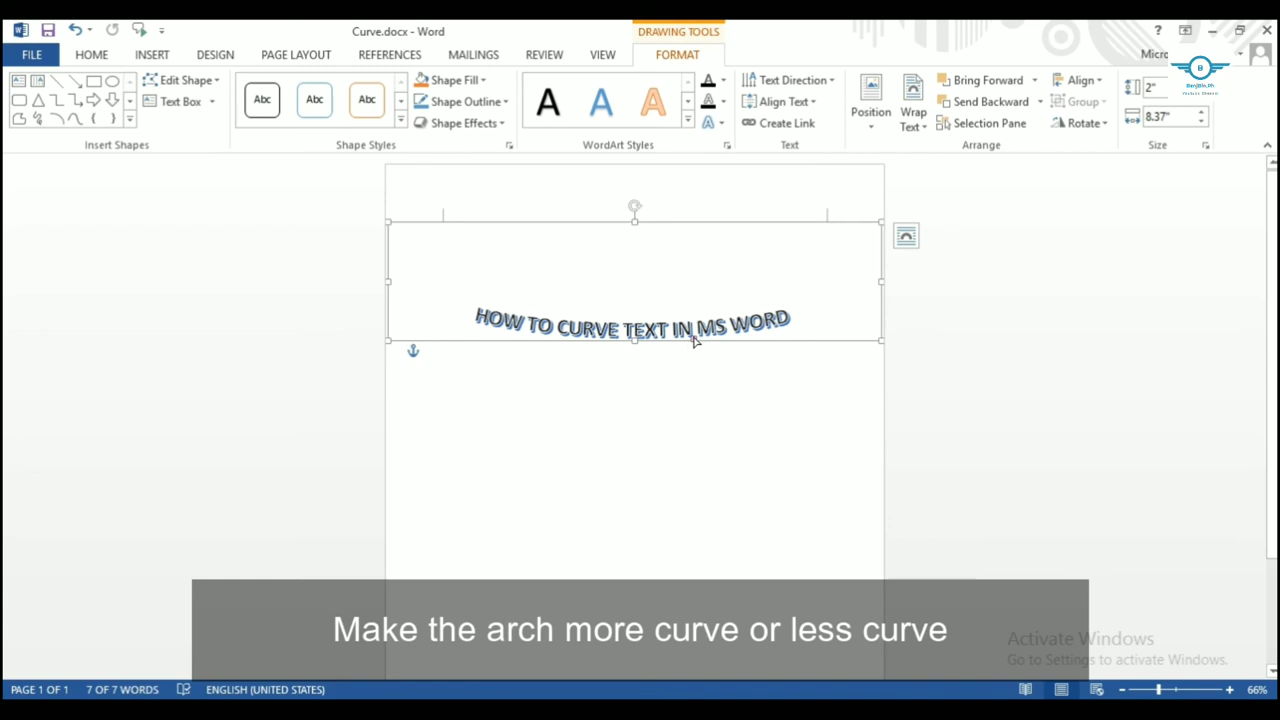 Curve.docx - Word
DRAWING TOOLS
FILE
HOME
INSERT
DESIGN
PAGE LAYOUT
REFERENCES
MAILINGS
REVIEW
VIEW
FORMAT
Micro
Edit Shape
Text Box
Insert Shapes
Abc
Abc
Abc
Shape Fill
Shape Outline
Shape Effects
Shape Styles
A
A
A
WordArt Styles
Text Direction
Align Text
Create Link
Text
Position
Wrap
Text
Bring Forward
Send Backward
Selection Pane
Align
Group
Rotate
Arrange
2"
8.37"
Size
BenjBin.Ph
HOW TO CURVE TEXT IN MS WORD
Make the arch more curve or less curve
Activate Windows
Go to Settings to activate Windows.
PAGE 1 OF 1
7 OF 7 WORDS
ENGLISH (UNITED STATES)
66%